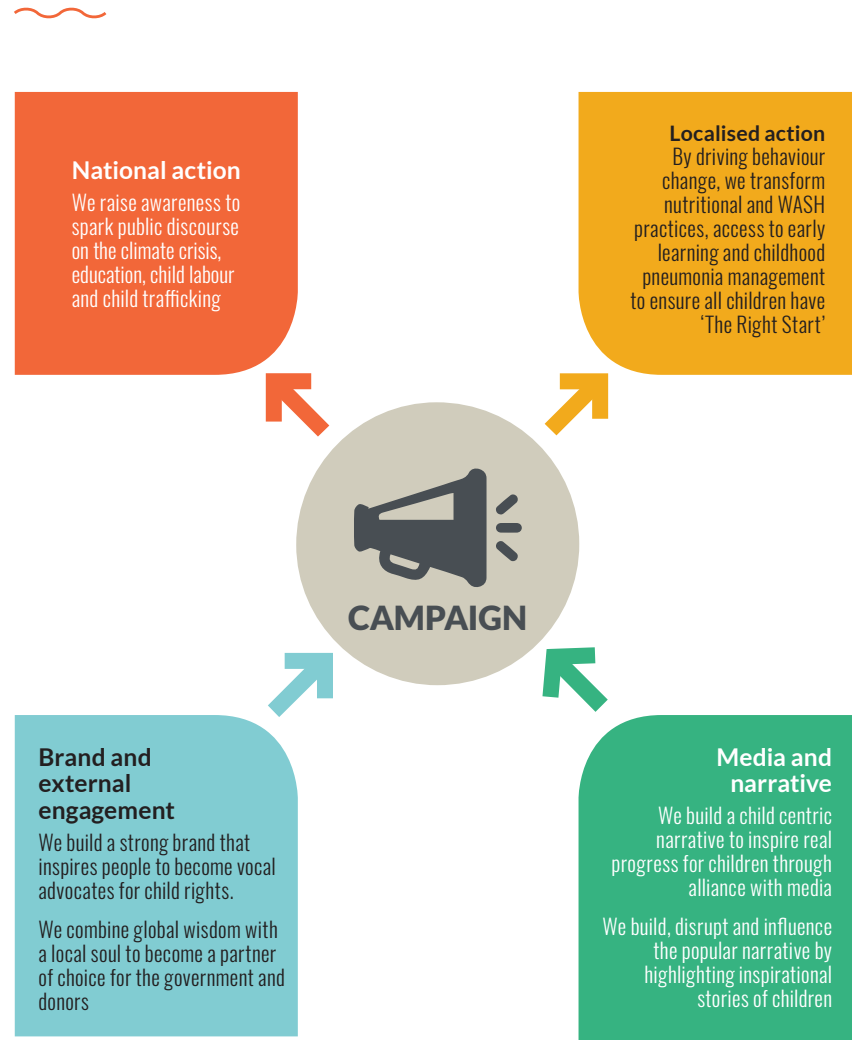 National action
We raise awareness to
spark public discourse
on the climate crisis,
education, child labour
and child trafficking
Localised action
By driving behaviour
change, we transform
nutritional and WASH
practices, access to early
learning and childhood
pneumonia management
to ensure all children have
‘The Right Start’
CAMPAIGN
Brand and
external
engagement
We build a strong brand that
inspires people to become vocal
advocates for child rights.
We combine global wisdom with
a local soul to become a partner
of choice for the government and
donors
Media and
narrative
We build a child centric
narrative to inspire real
progress for children through
alliance with media
We build, disrupt and influence
the popular narrative by
highlighting inspirational
stories of children